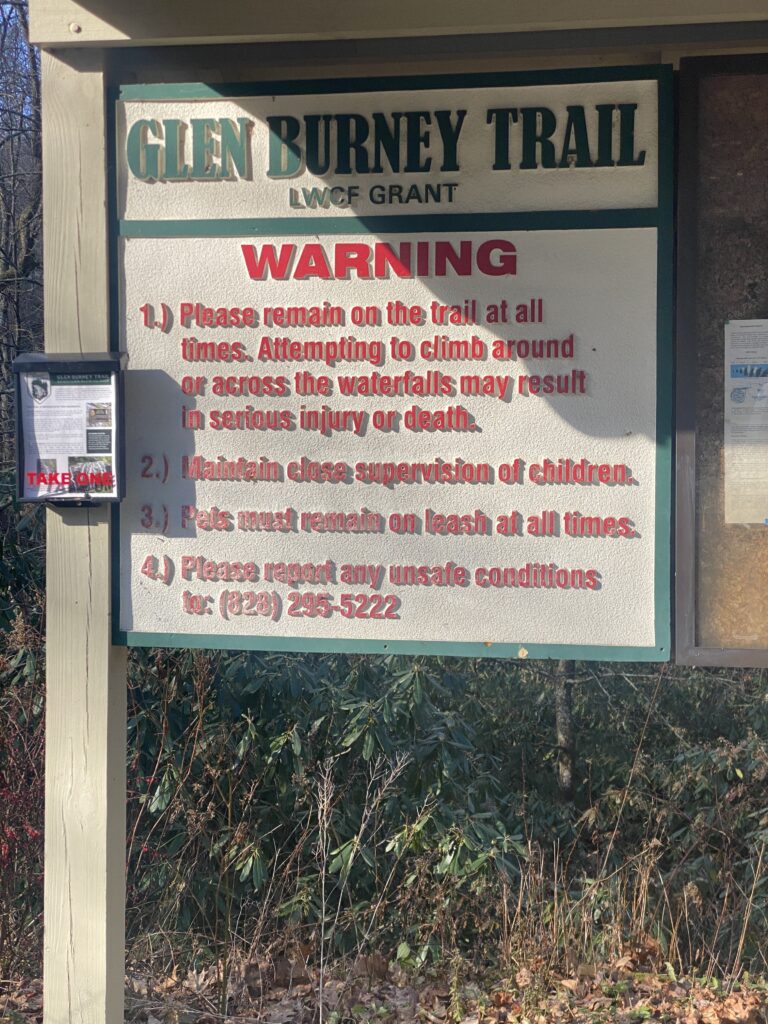 GLEN BURNEY TRAIL
LWCF GRANT
WARNING
1.) Please remain on the trail at all
times. Attempting to climb around
or across the waterfalls may result
in serious injury or death.
2.) Maintain close supervision of children.
3.) Pets must remain on leash at all times.
4.) Please report any unsafe conditions
to: (828) 295-5222
GLEN BURNEY TRAIL
TAKE ONE